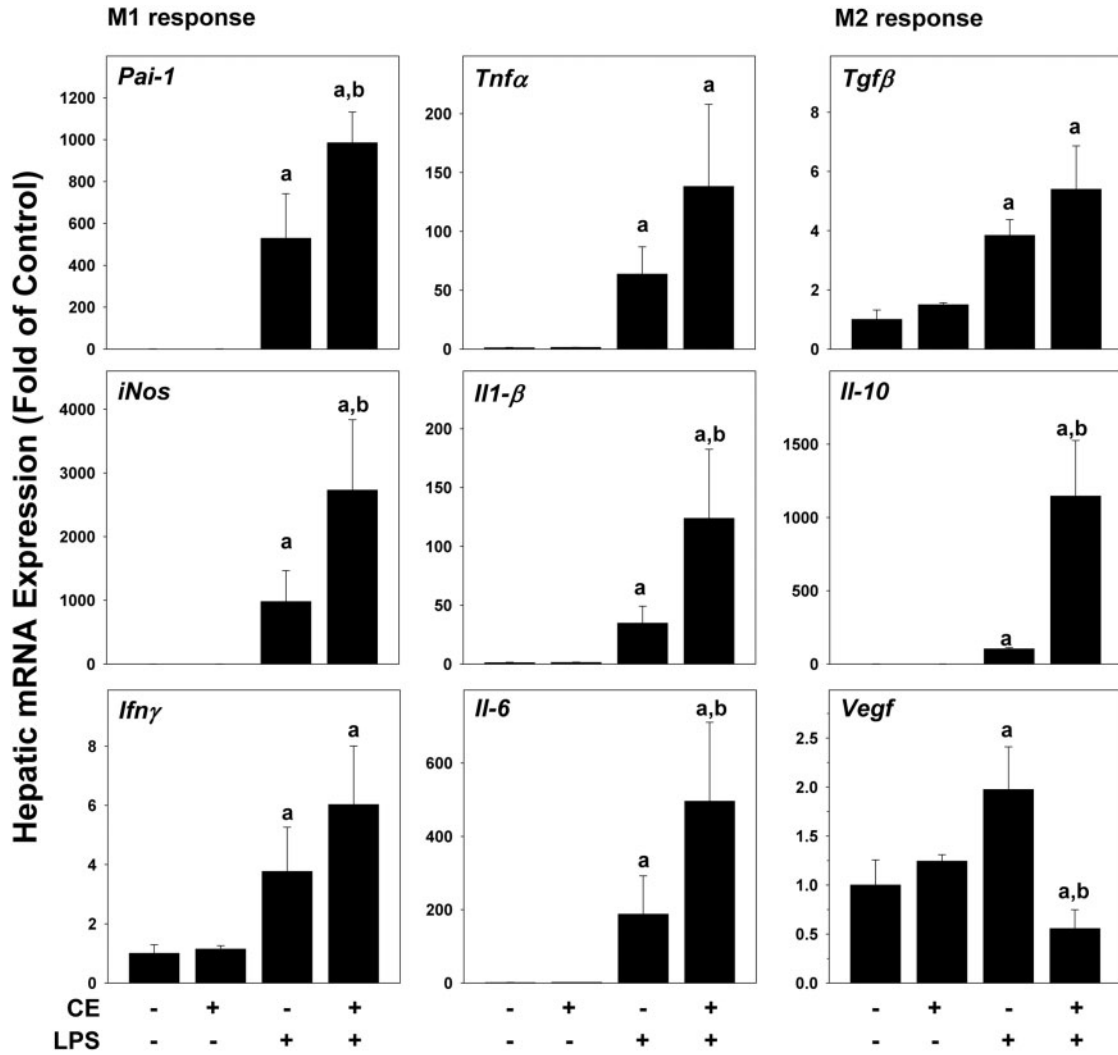 M1 response
M2 response
Hepatic mRNA Expression (Fold of Control)
Pai-1
1200
1000
800
600
400
200
0
a
a,b
Tnfα
200
150
100
50
0
a
a
Tgfβ
8
6
4
2
0
a
a
iNos
4000
3000
2000
1000
0
a
a,b
Il1-β
200
150
100
50
0
a
a,b
Il-10
1500
1000
500
0
a
a,b
Ifnγ
8
6
4
2
0
a
a
Il-6
600
400
200
0
a
a,b
Vegf
2.5
2.0
1.5
1.0
0.5
0.0
a
a,b
CE - + - + - + - + - + - +
LPS - - + + - - + + - - + +